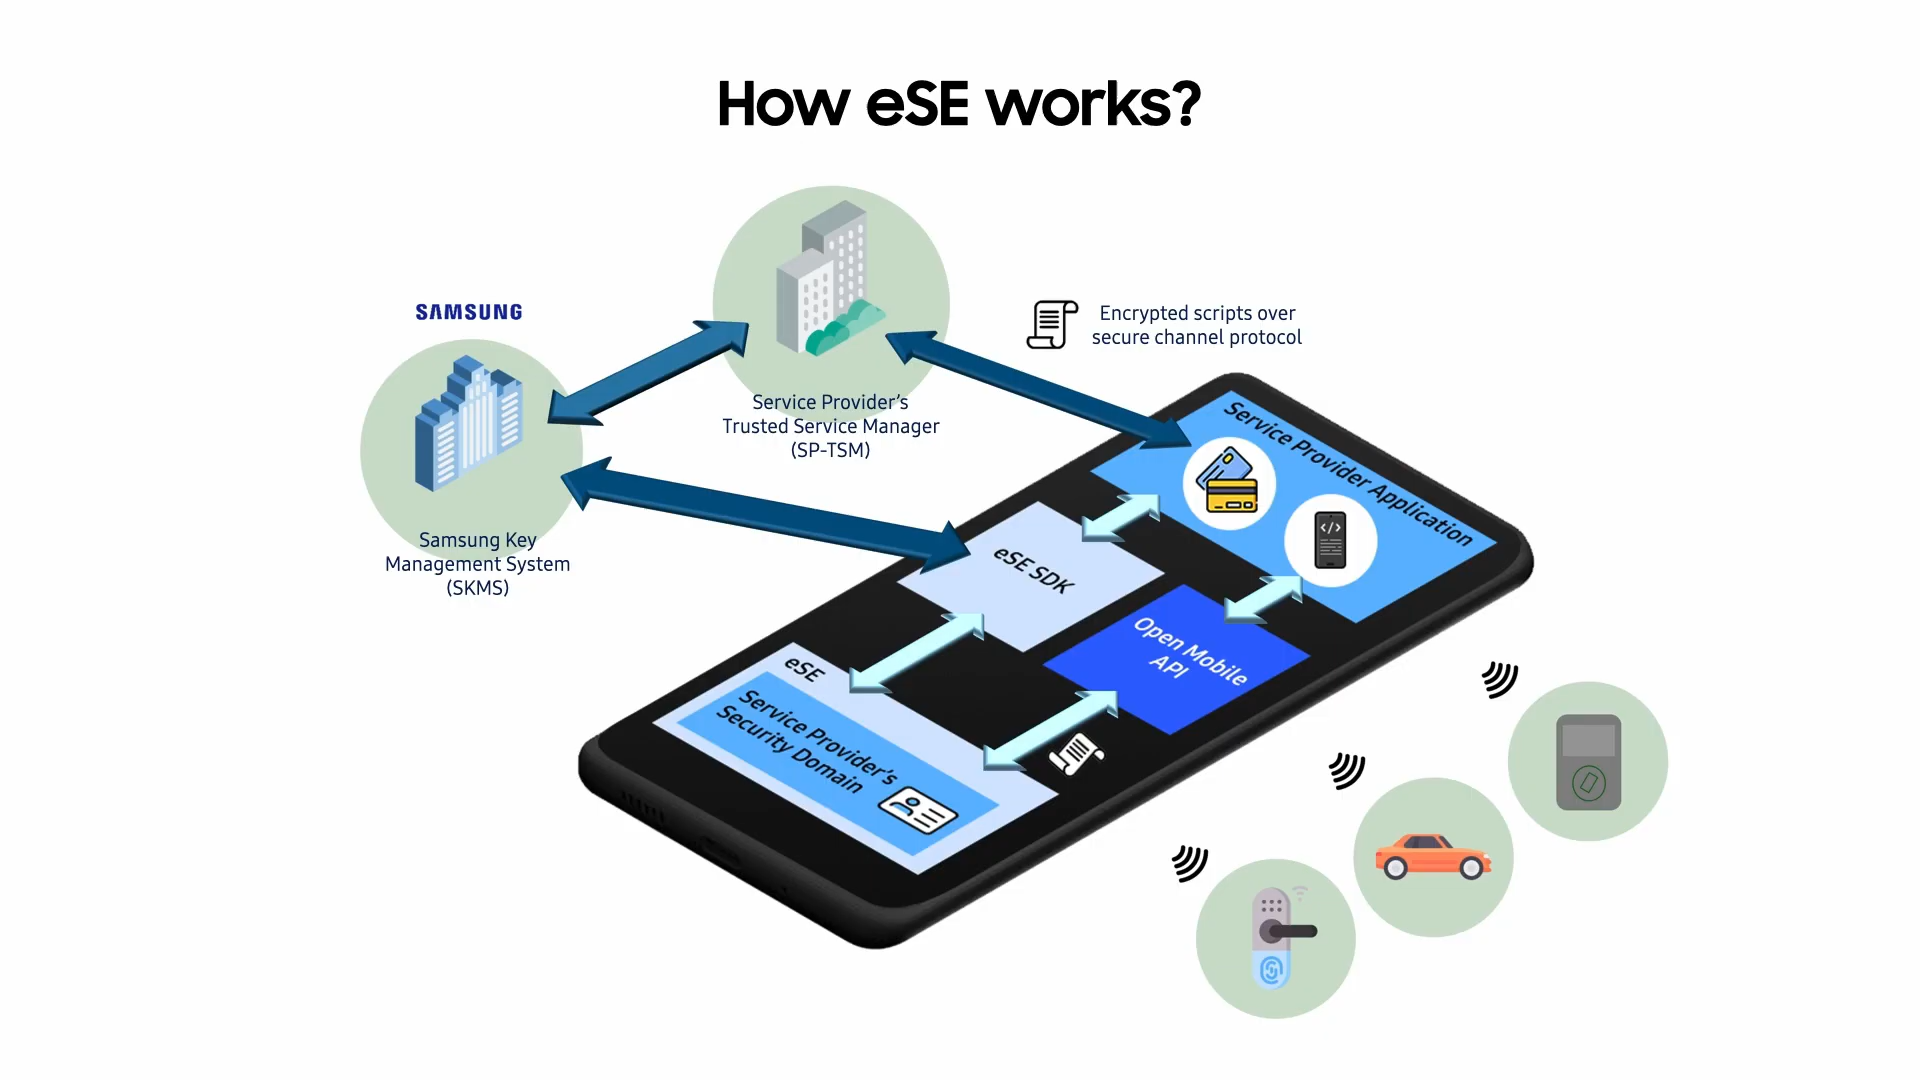 How eSE works?
SAMSUNG
Service Provider’s
Trusted Service Manager
(SP-TSM)
Encrypted scripts over
secure channel protocol
Samsung Key
Management System
(SKMS)
Service Provider Application
</>
eSE SDK
Open Mobile
API
eSE
Service Provider’s
Security Domain